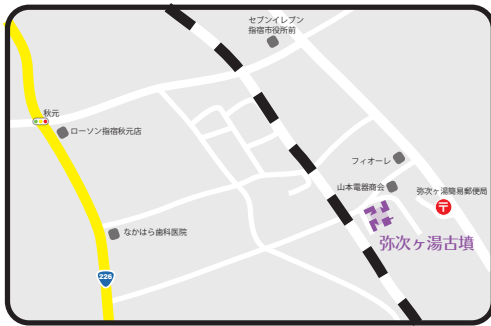 セブンイレブン
指宿市役所前
秋元
ローソン指宿秋元店
フィオーレ
山本電器商会
弥次ヶ湯簡易郵便局
弥次ヶ湯古墳
なかはら歯科医院
226